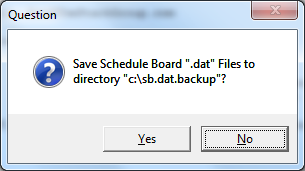 Question
Save Schedule Board ".dat" Files to
directory "c:\sb.dat.backup"?
Yes
No